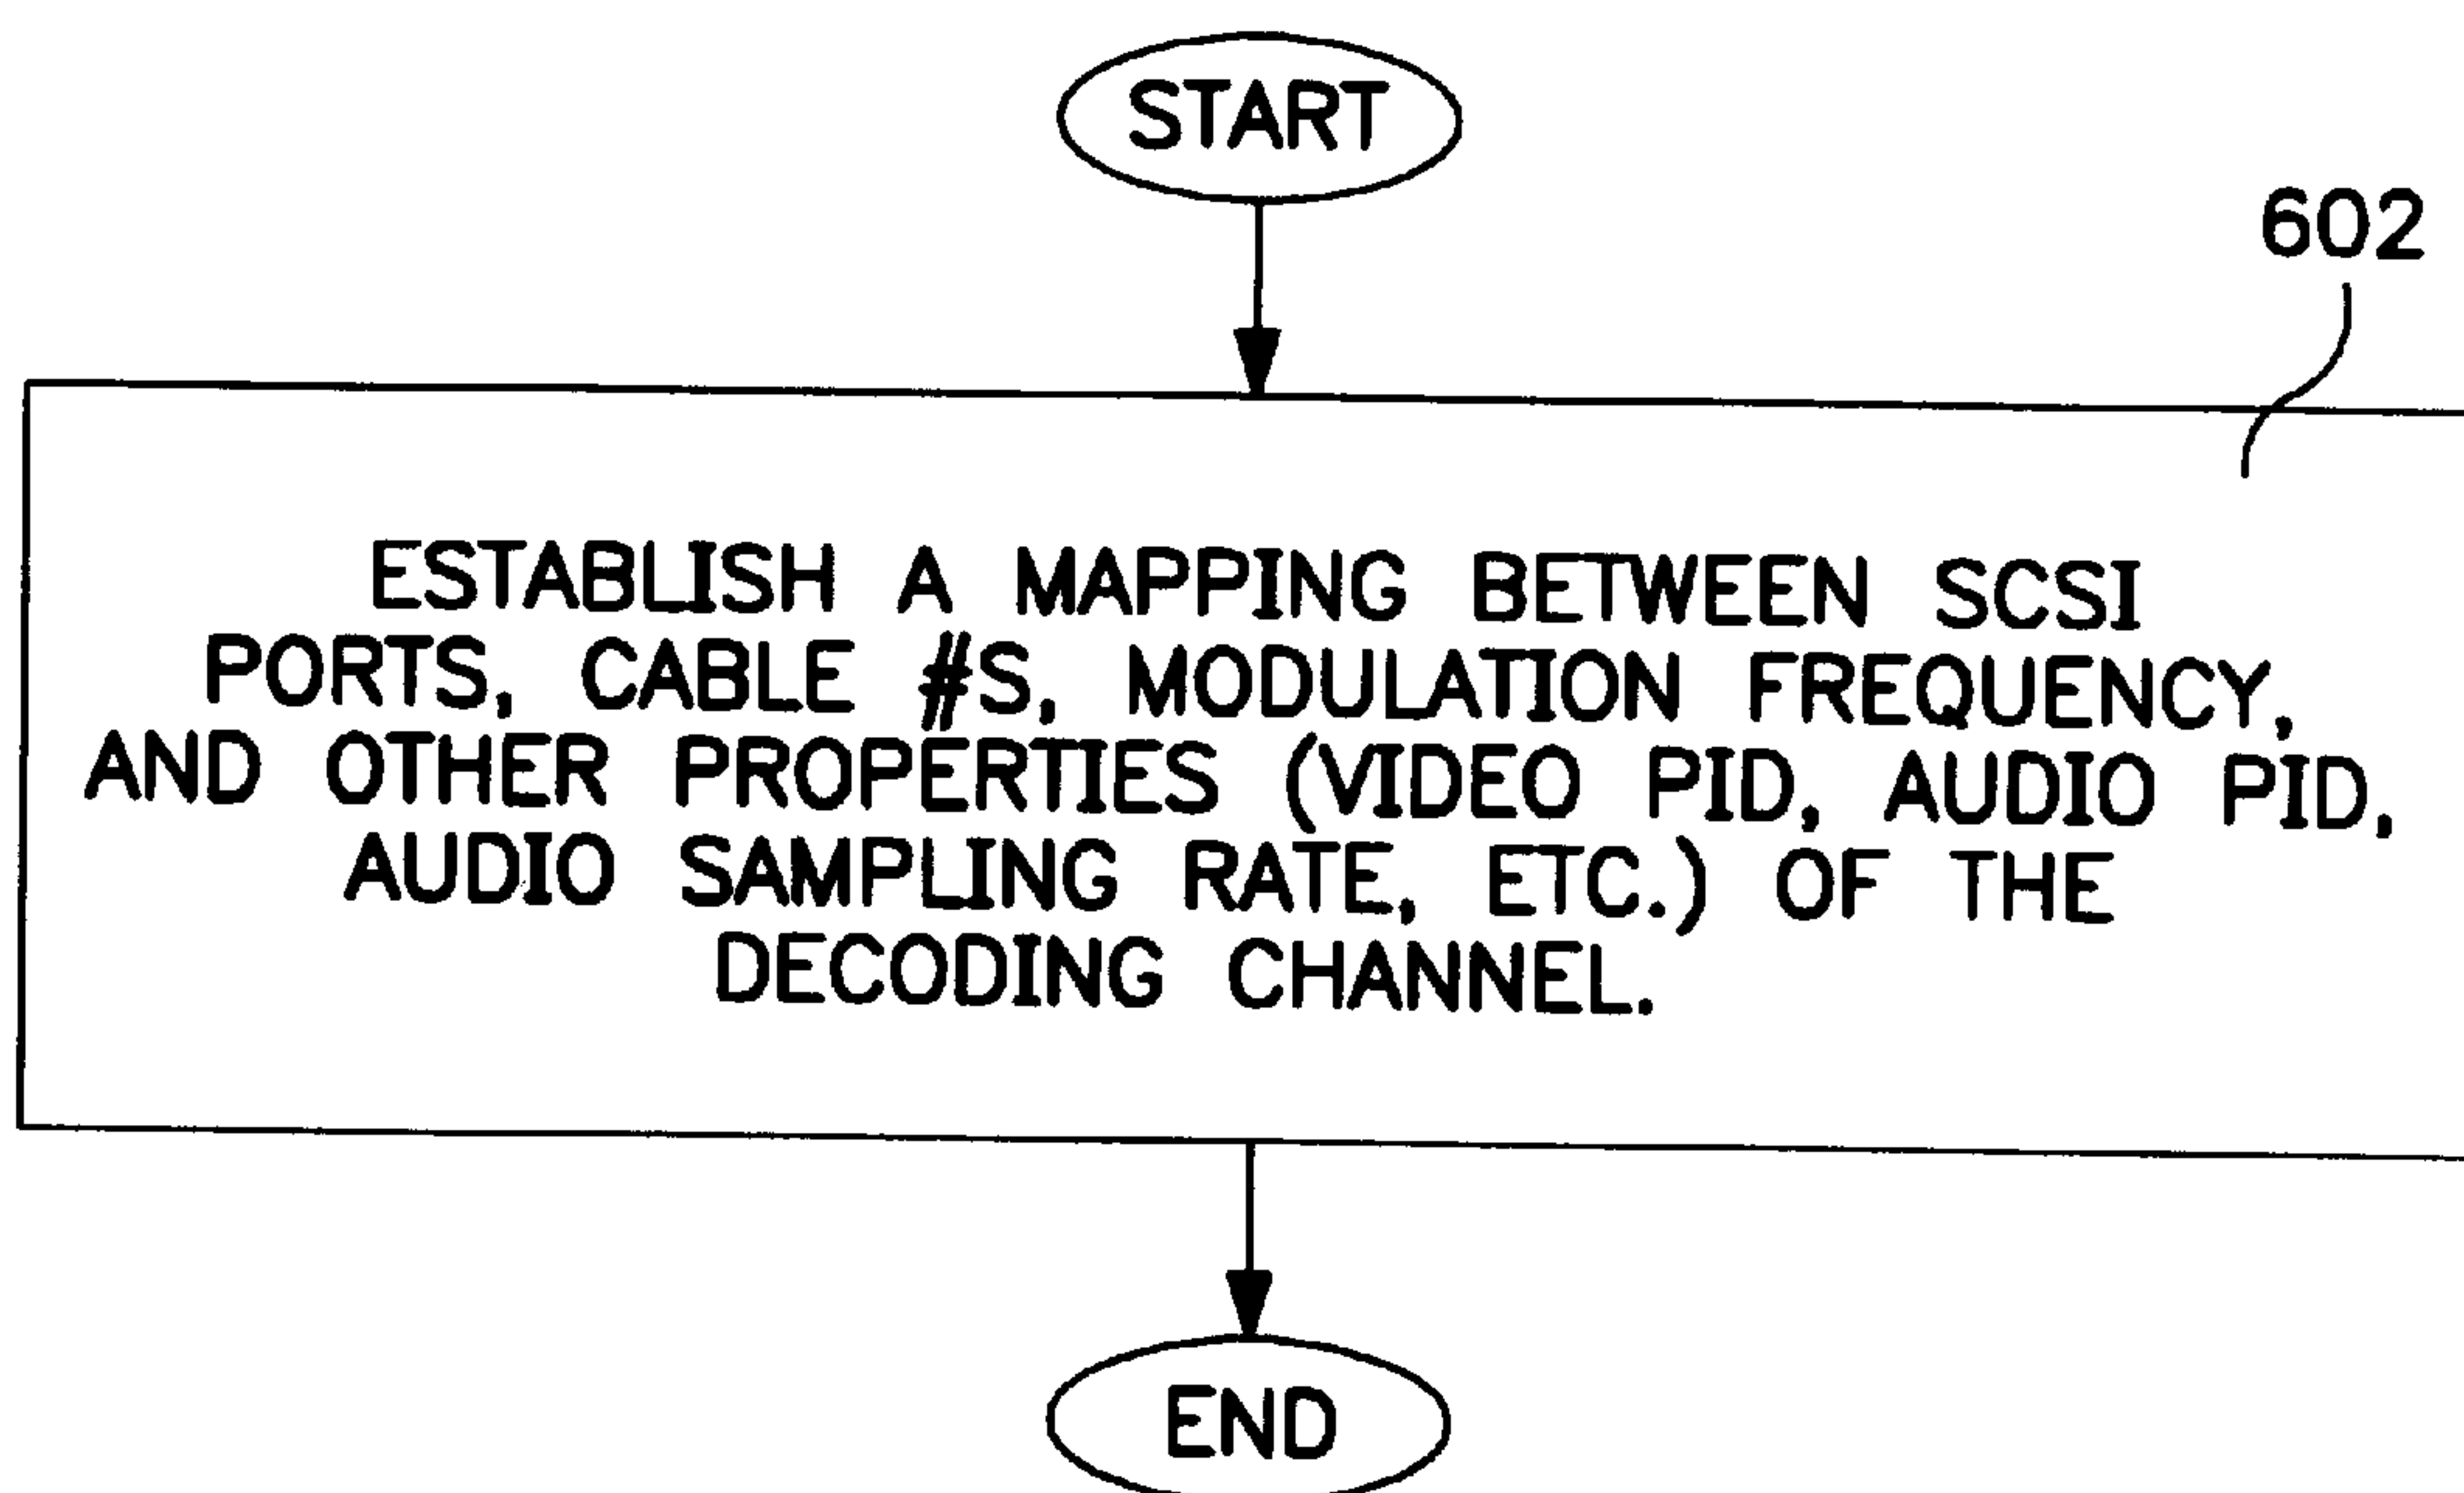 START
602
ESTABLISH A MAPPING BETWEEN SCSI
PORTS, CABLE #S, MODULATION FREQUENCY,
AND OTHER PROPERTIES (VIDEO PID, AUDIO PID,
AUDIO SAMPLING RATE, ETC.) OF THE
DECODING CHANNEL.
END